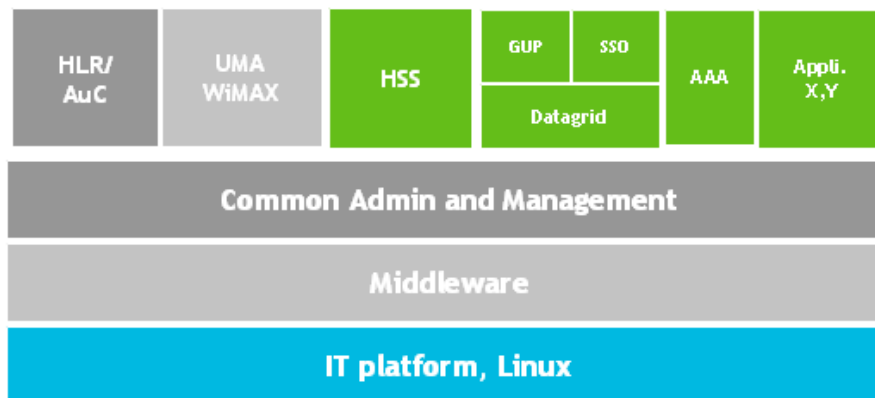 HLR/
AuC
UMA
WiMAX
HSS
GUP
SSO
Datagrid
AAA
Appli.
X,Y
Common Admin and Management
Middleware
IT platform, Linux